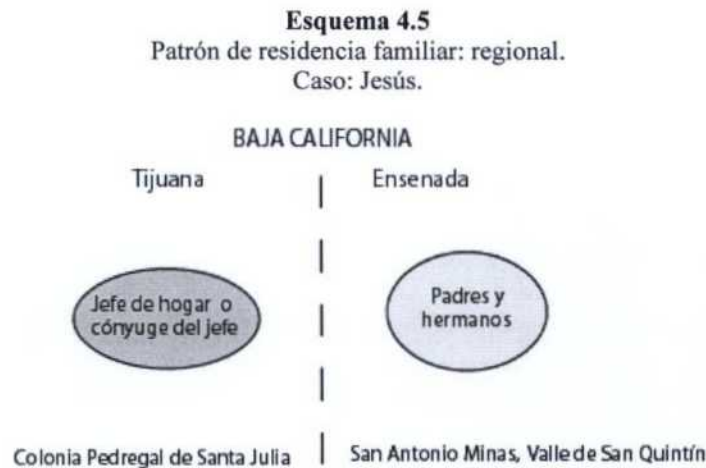 Esquema 4.5
Patrón de residencia familiar: regional.
Caso: Jesús.
BAJA CALIFORNIA
Tijuana
Ensenada
Jefe de hogar o
cónyuge del jefe
Padres y
hermanos
Colonia Pedregal de Santa Julia
San Antonio Minas, Valle de San Quintín